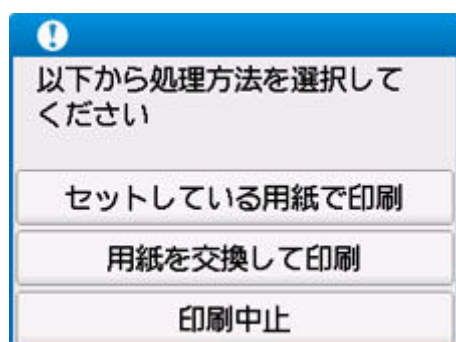 以下から処理方法を選択して
ください
セットしている用紙で印刷
用紙を交換して印刷
印刷中止